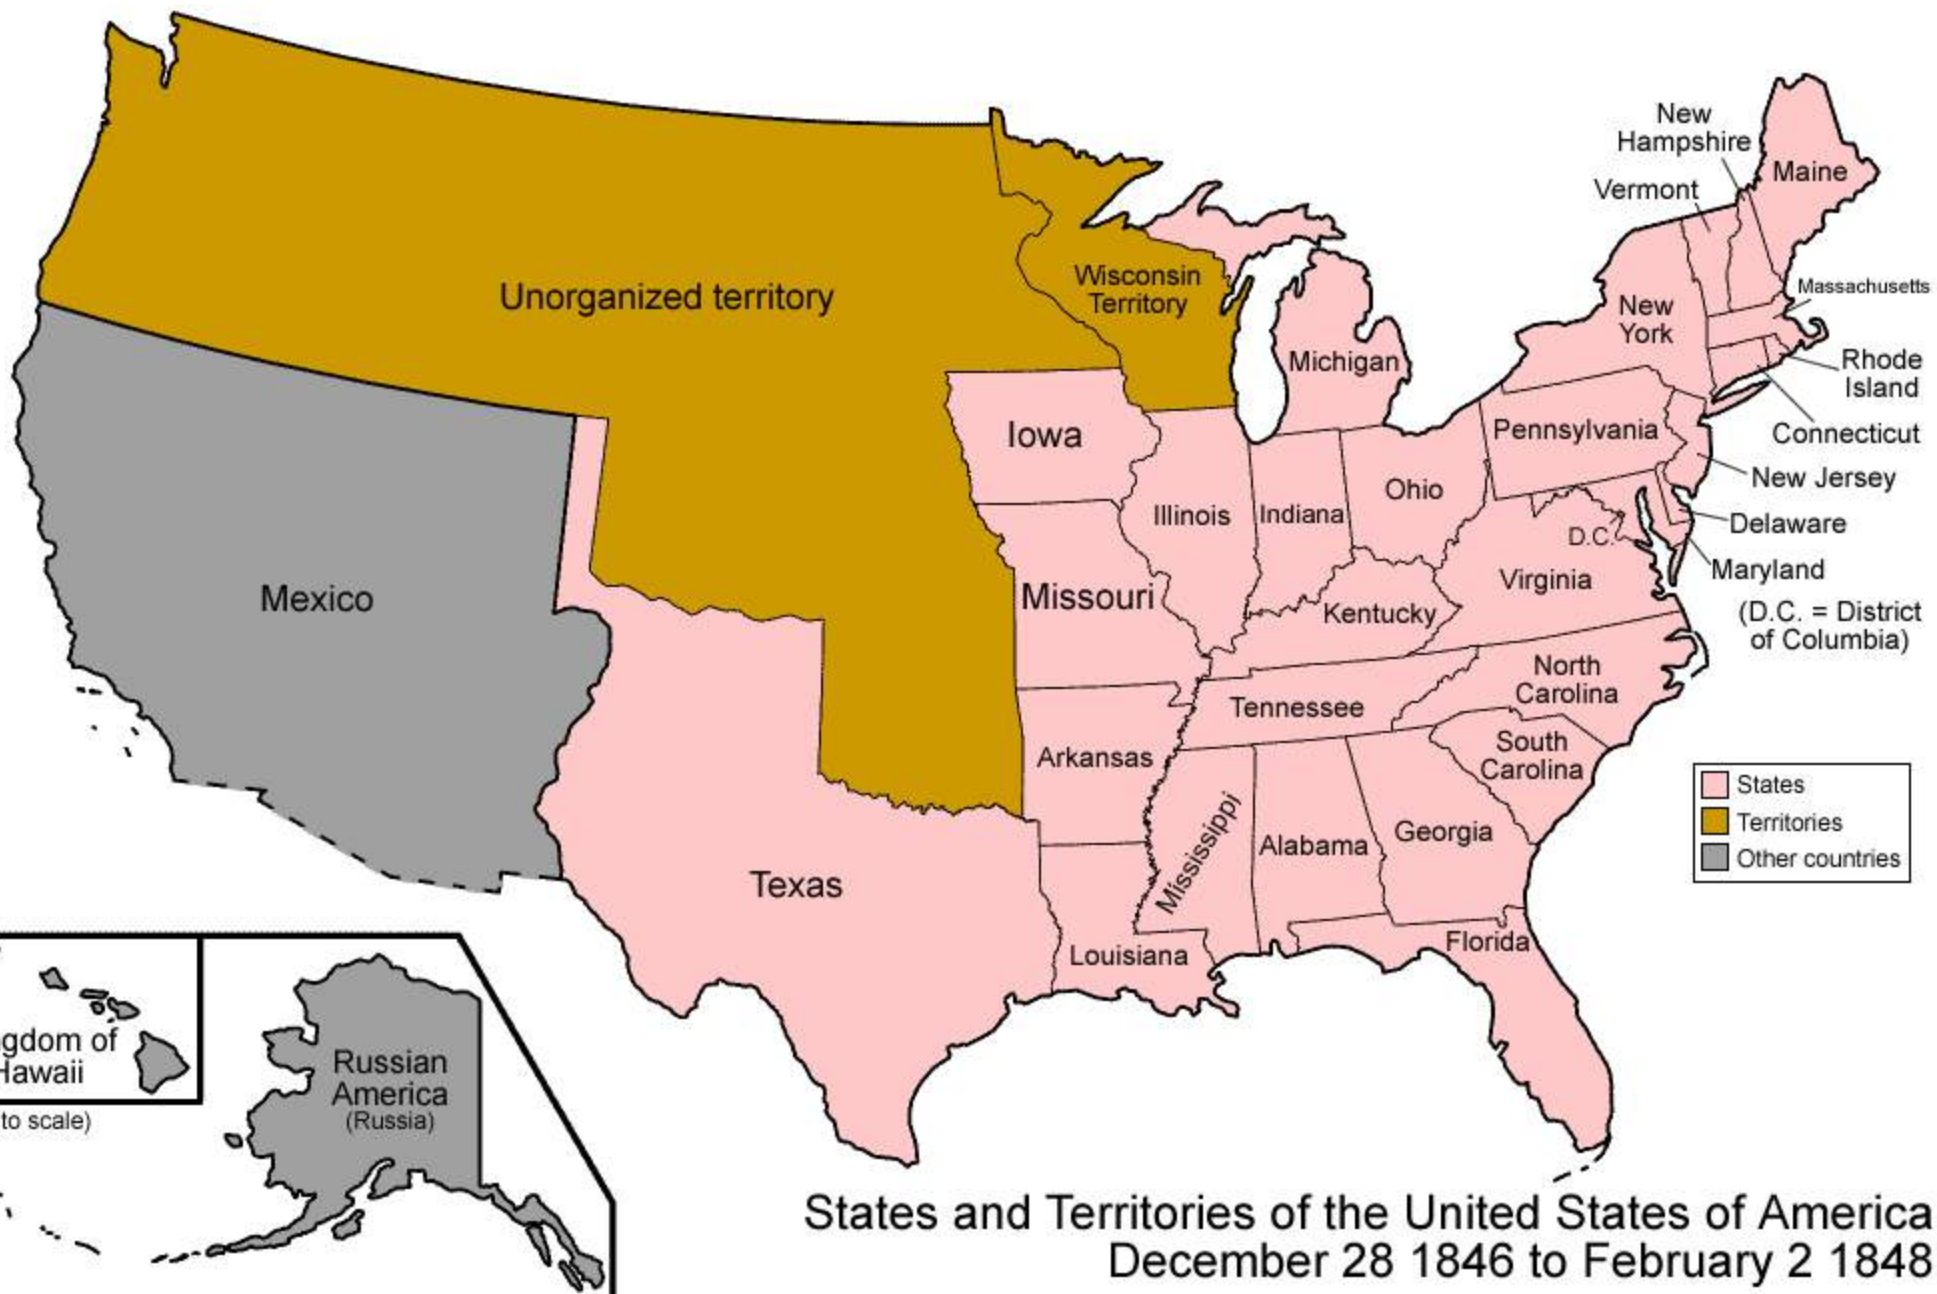 New
Hampshire
Maine
Vermont
Unorganized territory
Wisconsin
Territory
Massachusetts
New
York
Michigan
Rhode
Island
Iowa
Pennsylvania
Connecticut
New Jersey
Ohio
Illinois
Indiana
Delaware
D.C.
Mexico
Missouri
Virginia
Maryland
Kentucky
(D.C. = District
of Columbia)
North
Carolina
Tennessee
South
Carolina
Arkansas
States
Territories
Other countries
Mississippi
Alabama
Georgia
Texas
Louisiana
Florida
gdom of
Hawaii
to scale)
Russian
America
(Russia)
States and Territories of the United States of America
December 28 1846 to February 2 1848